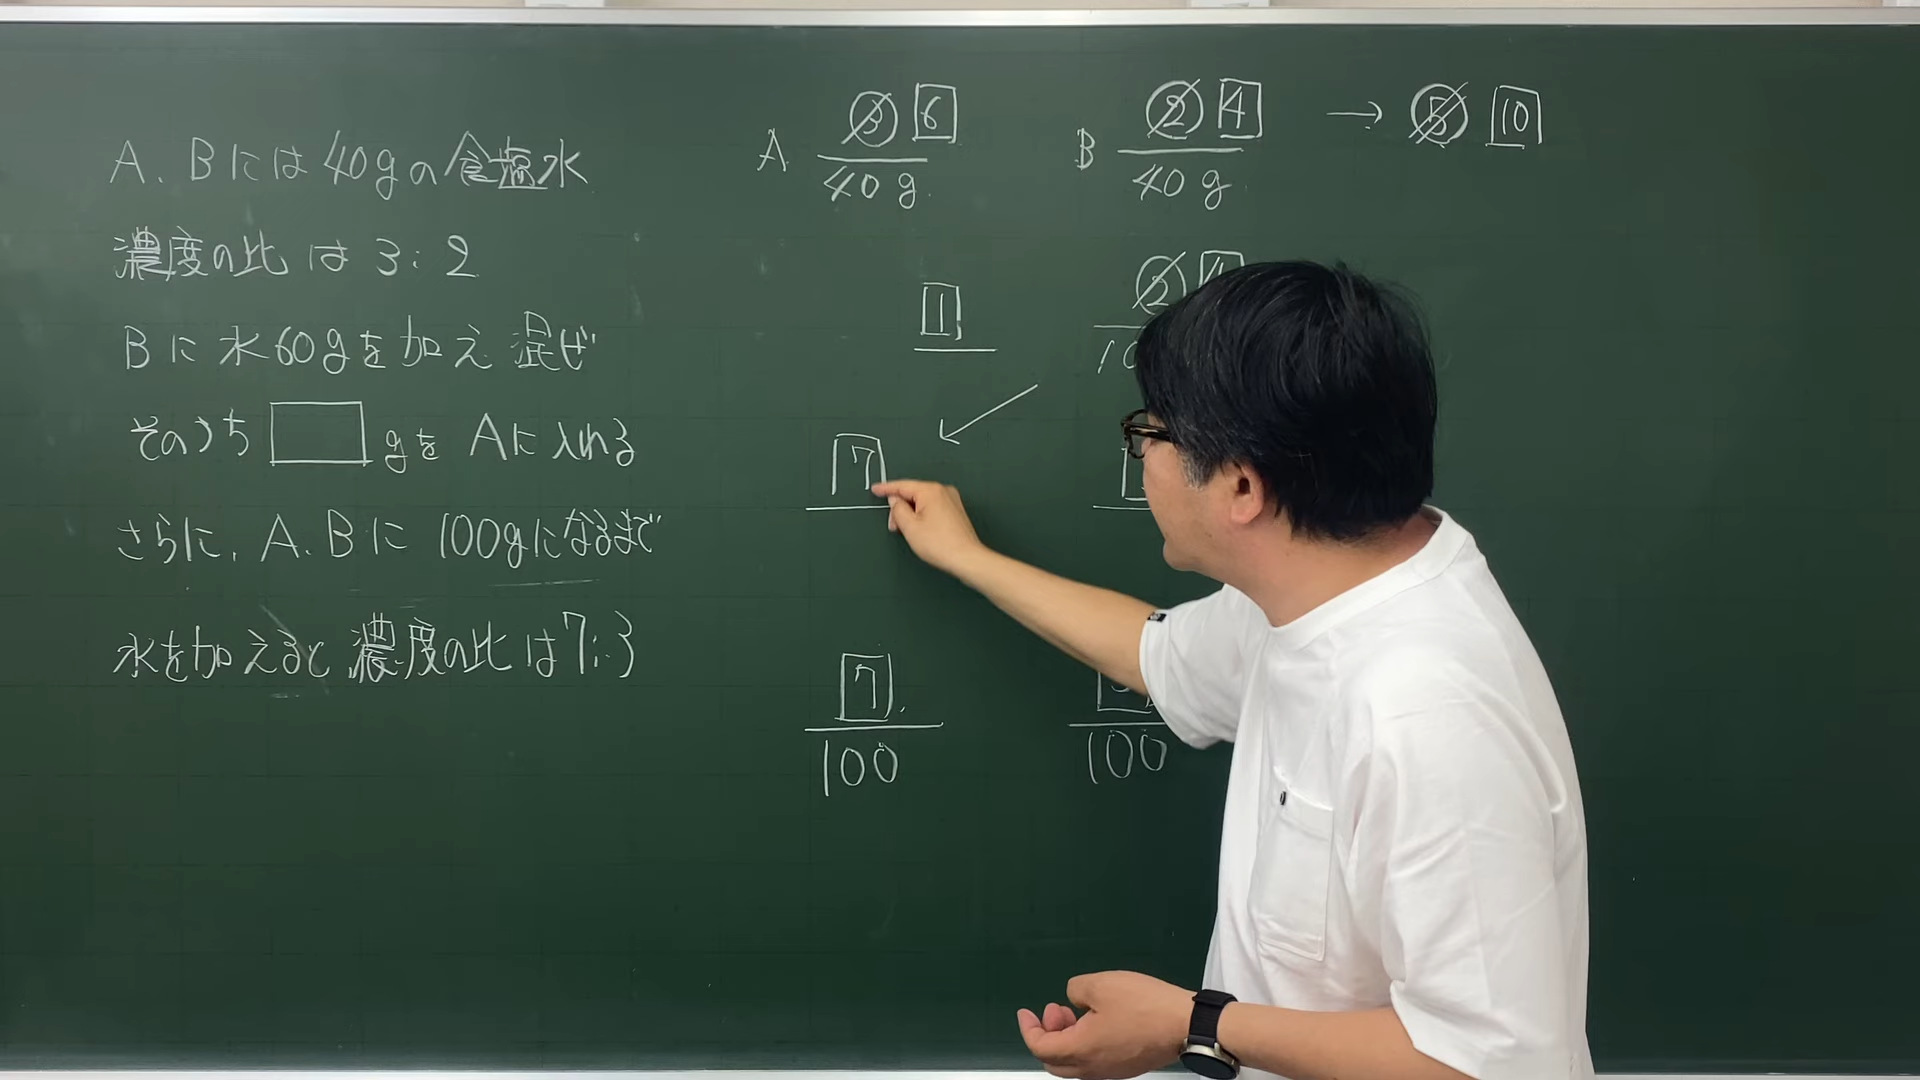 A、Bには40gの食塩水
濃度の比は3:2
Bに水60gを加え混ぜ
そのうち gをAに入れる
さらに、A、Bに100gになるまで
水を加えると濃度の比は7:3
A 3 6 40g
B 2 4 40g → 5 10
1
2 4
7
7 100
100